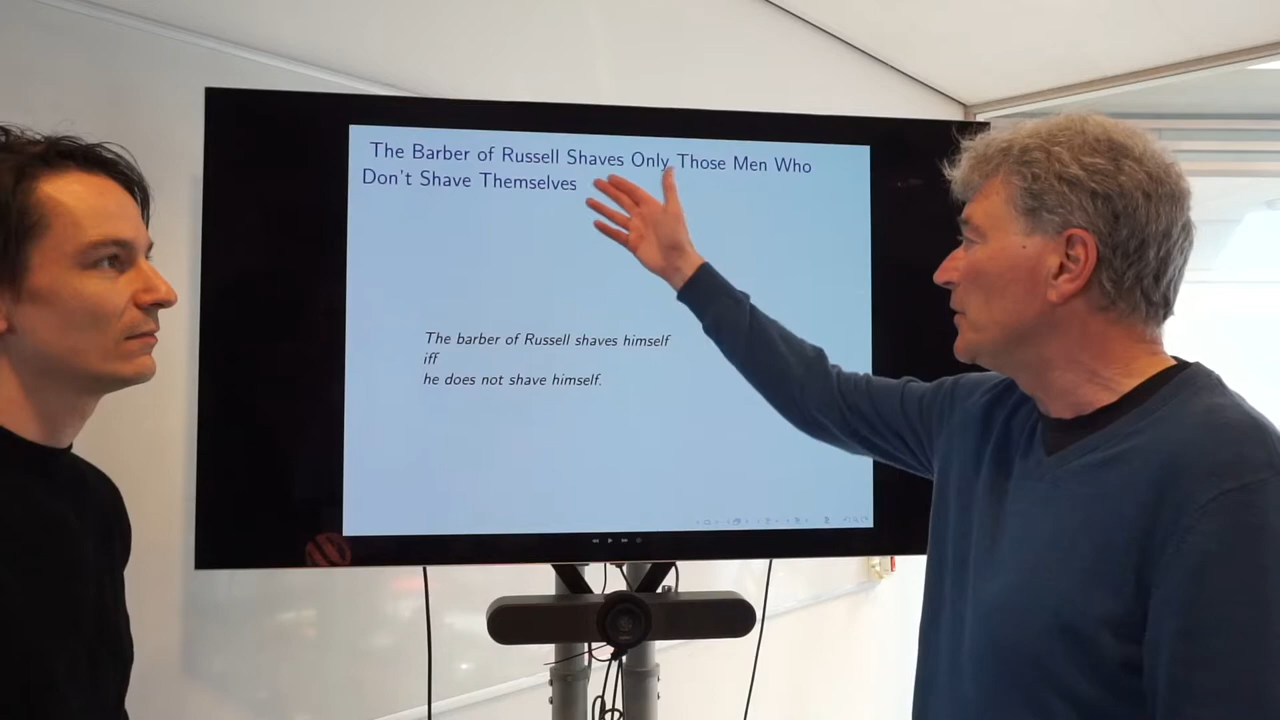 The Barber of Russell Shaves Only Those Men Who
Don't Shave Themselves
The barber of Russell shaves himself
iff
he does not shave himself.